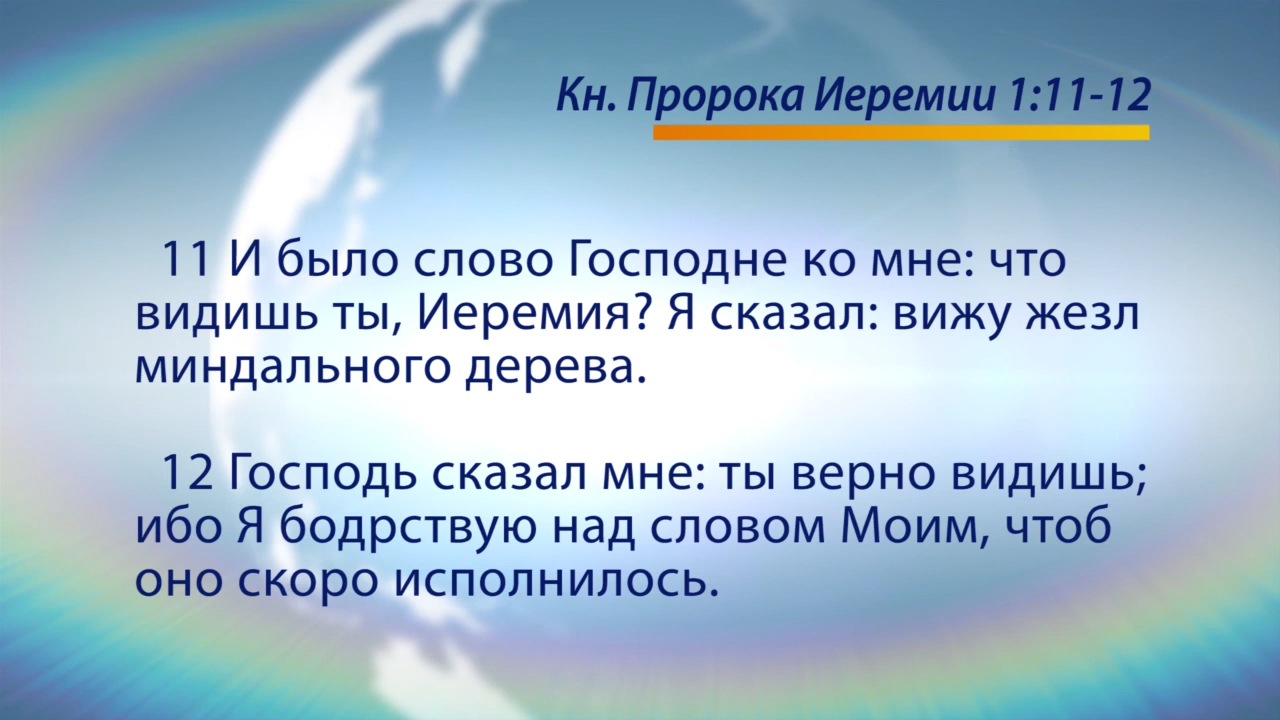 Кн. Пророка Иеремии 1:11-12
11 И было слово Господне ко мне: что
видишь ты, Иеремия? Я сказал: вижу жезл
миндального дерева.
12 Господь сказал мне: ты верно видишь;
ибо Я бодрствую над словом Моим, чтоб
оно скоро исполнилось.